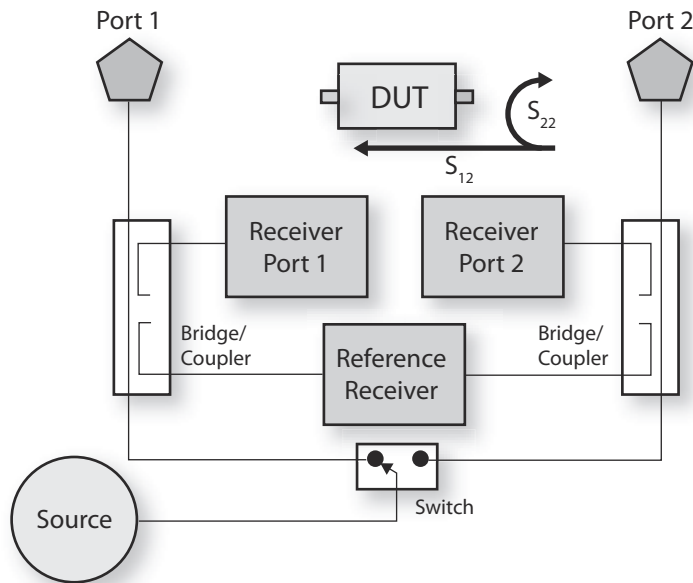 Port 1
Port 2
DUT
S22
S12
Receiver
Port 1
Receiver
Port 2
Bridge/
Coupler
Bridge/
Coupler
Reference
Receiver
Switch
Source